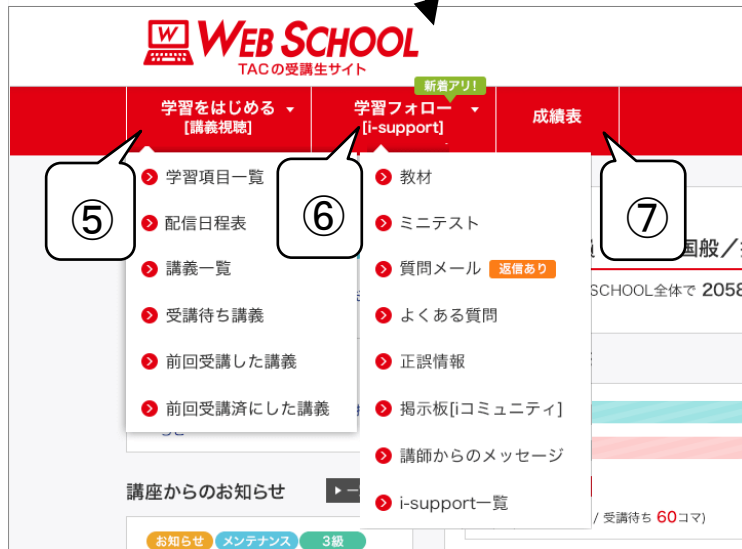 WEB SCHOOL
TACの受講生サイト
新着アリ!
学習をはじめる
[講義視聴]
学習フォロー
[i-support]
成績表
⑤
⑥
⑦
学習項目一覧
配信日程表
講義一覧
受講待ち講義
前回受講した講義
前回受講済にした講義
教材
ミニテスト
質問メール 返信あり
よくある質問
正誤情報
掲示板[iコミュニティ]
講師からのメッセージ
i-support一覧
国般/
SCHOOL全体で 2058
/ 受講待ち 60コマ)
講座からのお知らせ
お知らせ メンテナンス 3級